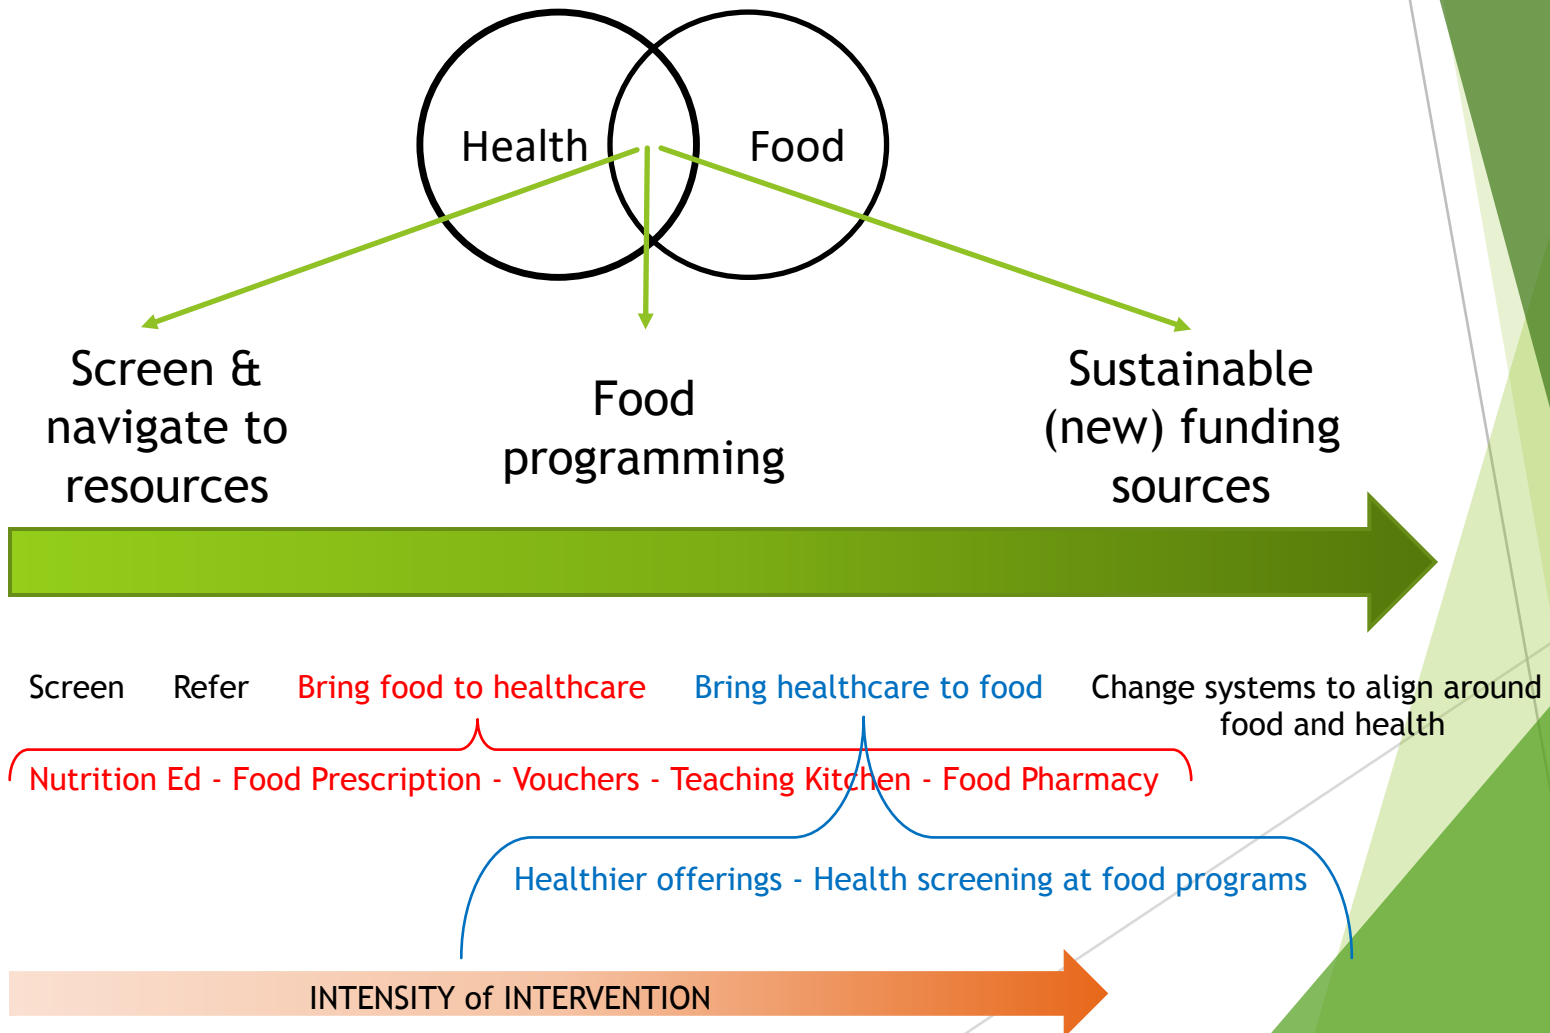 Health
Food
Screen &
navigate to
resources
Food
programming
Sustainable
(new) funding
sources
Screen
Refer
Bring food to healthcare
Bring healthcare to food
Change systems to align around
food and health
Nutrition Ed - Food Prescription - Vouchers - Teaching Kitchen - Food Pharmacy
Healthier offerings - Health screening at food programs
INTENSITY of INTERVENTION